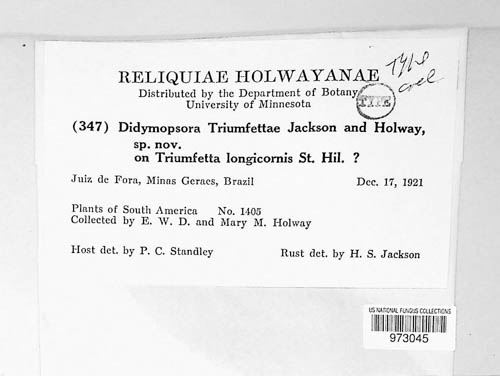 RELIQUIAE HOLWAYANAE
Type
coll
Distributed by the Department of Botany
TYPE
University of Minnesota
(347) Didymopsora Triumfettae Jackson and Holway,
sp. nov.
on Triumfetta longicornis St. Hil. ?
Juiz de Fora, Minas Geraes, Brazil Dec. 17, 1921
Plants of South America No. 1405
Collected by E. W. D. and Mary M. Holway
Host det. by P. C. Standley Rust det. by H. S. Jackson
US NATIONAL FUNGUS COLLECTIONS
973045